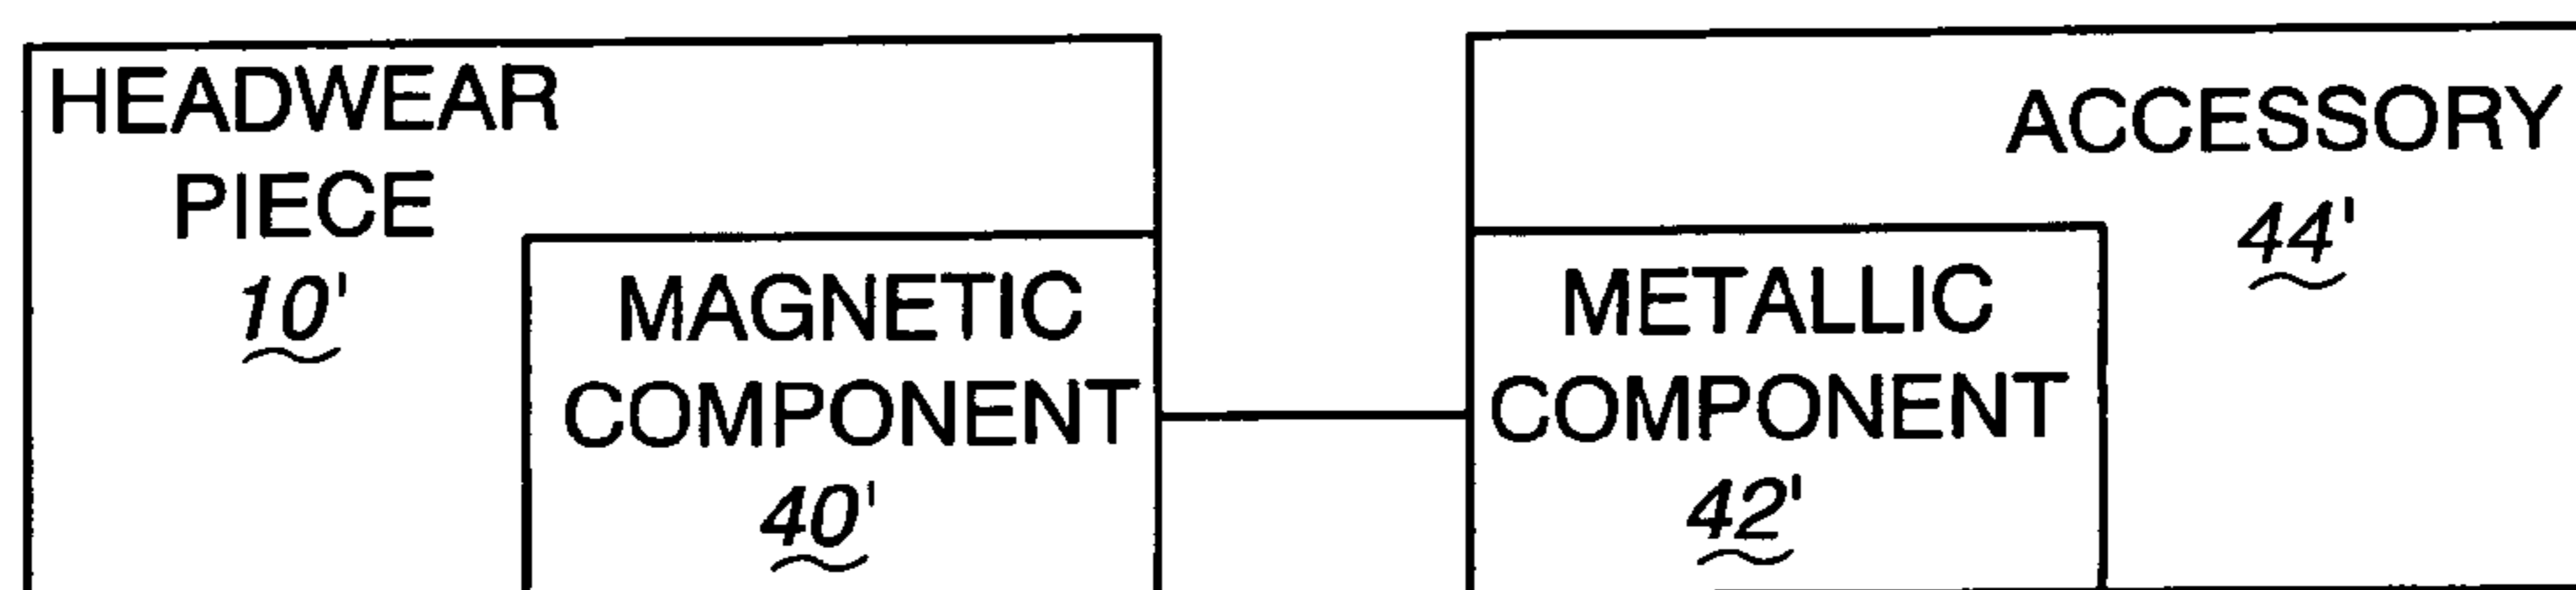 HEADWEAR
PIECE
10'
MAGNETIC
COMPONENT
40'
METALLIC
COMPONENT
42'
ACCESSORY
44'